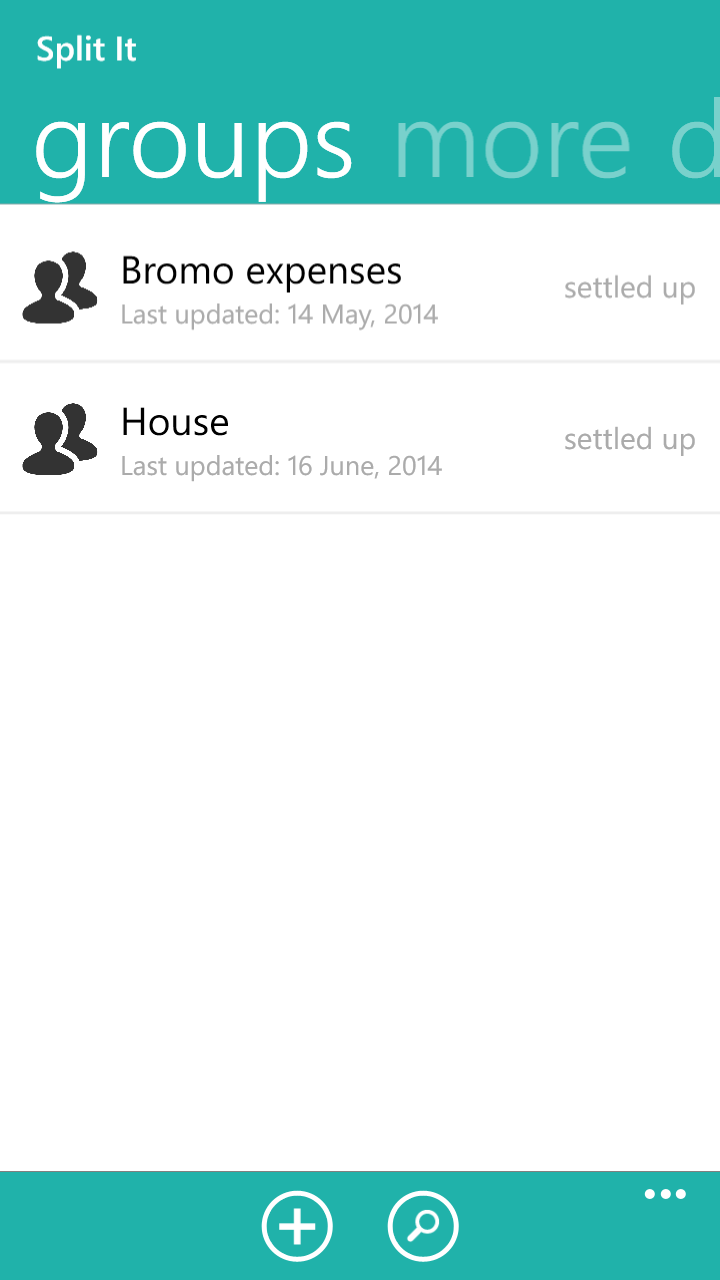 Split It
groups more
Bromo expenses
Last updated: 14 May, 2014
settled up
House
Last updated: 16 June, 2014
settled up